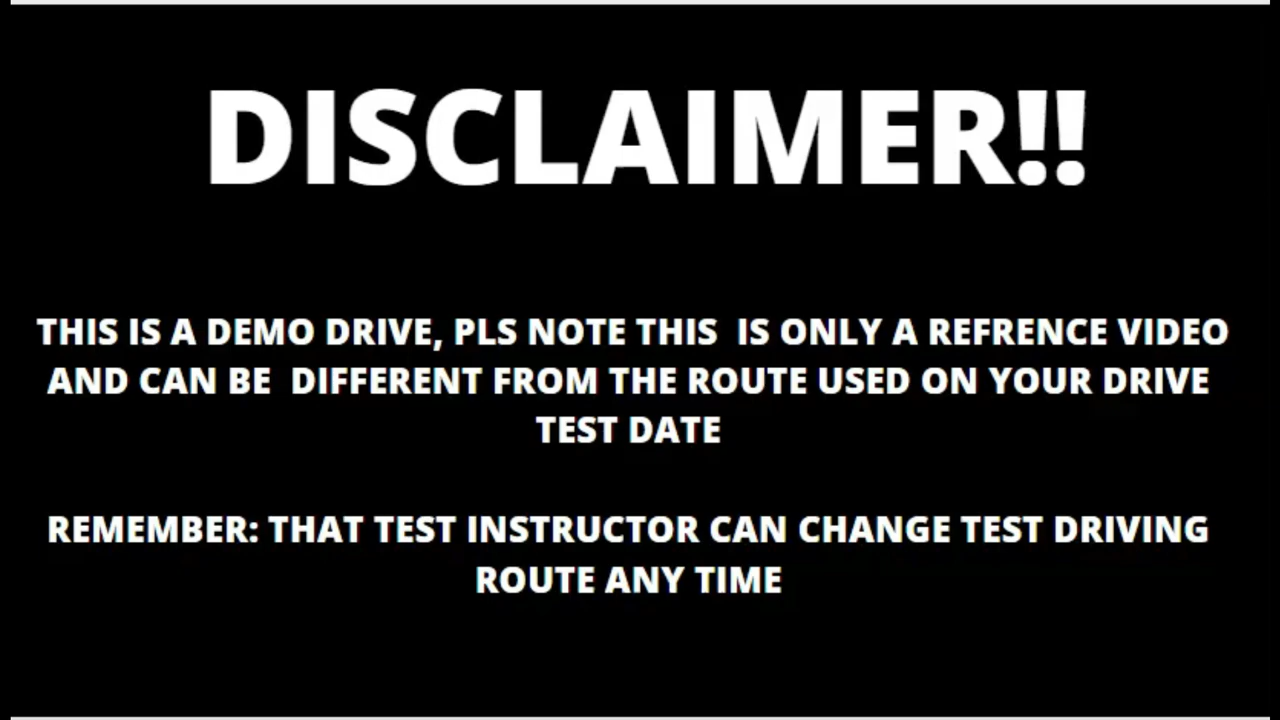 DISCLAIMER!!
THIS IS A DEMO DRIVE, PLS NOTE THIS  IS ONLY A REFRENCE VIDEO
AND CAN BE  DIFFERENT FROM THE ROUTE USED ON YOUR DRIVE
TEST DATE
REMEMBER: THAT TEST INSTRUCTOR CAN CHANGE TEST DRIVING
ROUTE ANY TIME